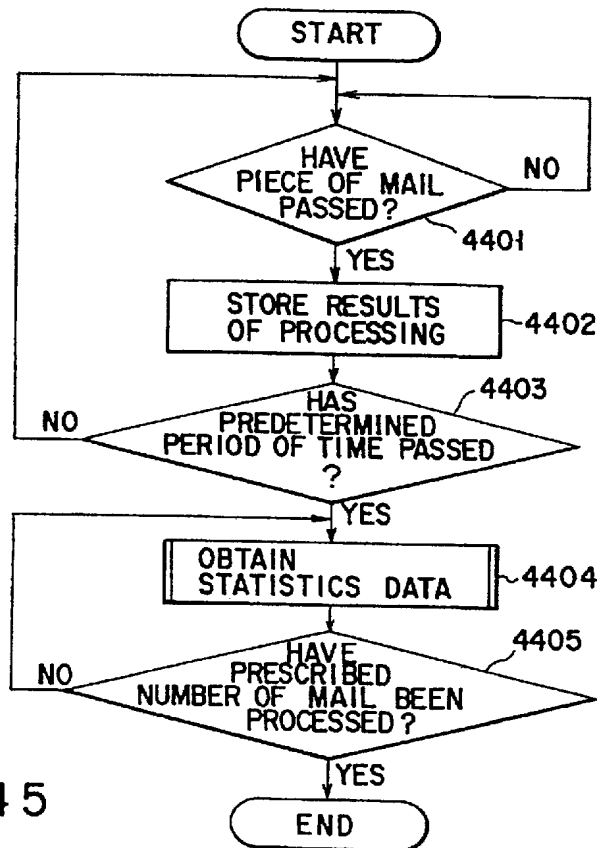 START
HAVE
PIECE OF MAIL
PASSED?
NO
4401
YES
STORE RESULTS
OF PROCESSING
4402
4403
HAS
PREDETERMINED
PERIOD OF TIME PASSED
?
NO
YES
OBTAIN
STATISTICS DATA
4404
4405
HAVE
PRESCRIBED
NUMBER OF MAIL BEEN
PROCESSED?
NO
YES
END